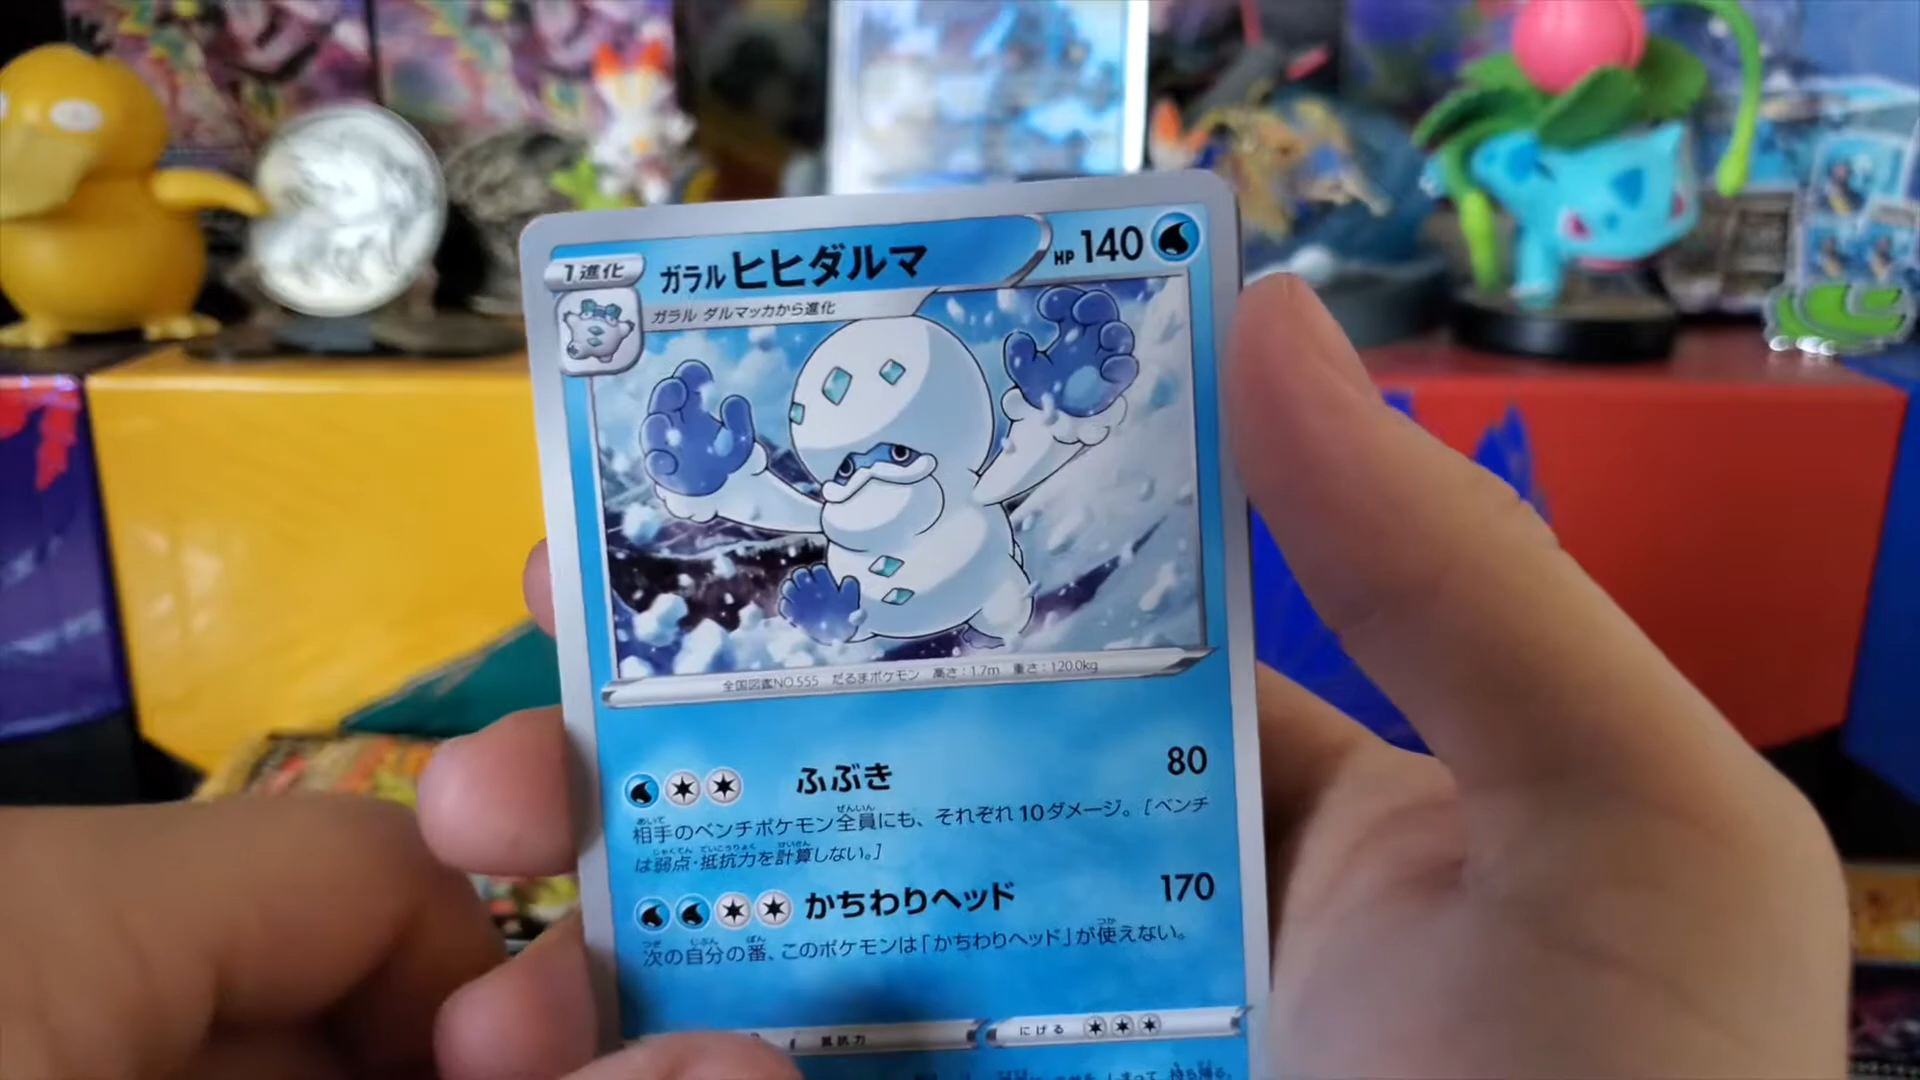 1進化
ガラル ヒヒダルマ
HP 140
ガラル ダルマッカから進化
全国図鑑NO.555 だるまポケモン 高さ:1.7m 重さ:120.0kg
ふぶき 80
相手のベンチポケモン全員にも、それぞれ10ダメージ。[ベンチ
は弱点・抵抗力を計算しない。]
かちわりヘッド 170
次の自分の番、このポケモンは「かちわりヘッド」が使えない。
抵抗力 にげる